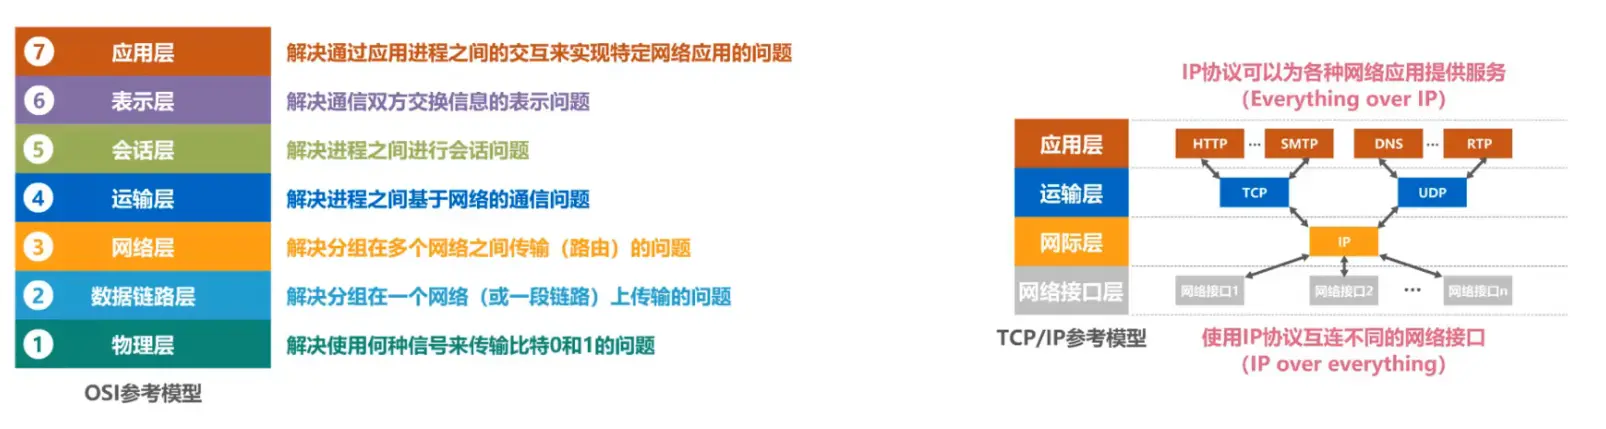 7 应用层 解决通过应用进程之间的交互来实现特定网络应用的问题
6 表示层 解决通信双方交换信息的表示问题
5 会话层 解决进程之间进行会话问题
4 运输层 解决进程之间基于网络的通信问题
3 网络层 解决分组在多个网络之间传输（路由）的问题
2 数据链路层 解决分组在一个网络（或一段链路）上传输的问题
1 物理层 解决使用何种信号来传输比特0和1的问题
OSI参考模型
IP协议可以为各种网络应用提供服务
（Everything over IP）
应用层 HTTP ... SMTP DNS ... RTP
运输层 TCP UDP
网际层 IP
网络接口层 网络接口1 网络接口2 ... 网络接口n
TCP/IP参考模型
使用IP协议互连不同的网络接口
（IP over everything）